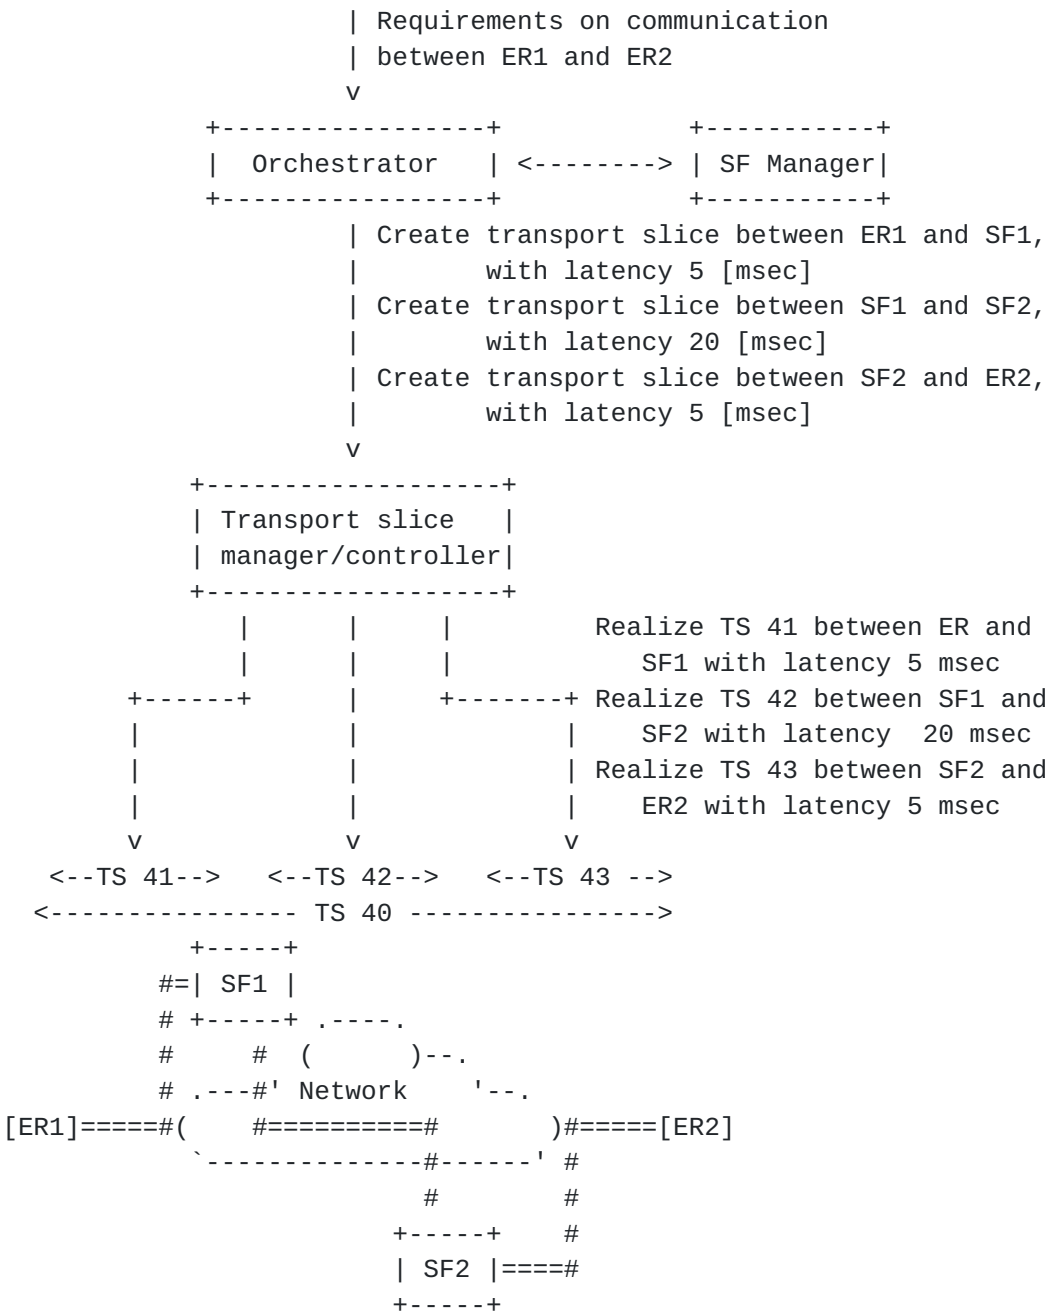 | Requirements on communication
| between ER1 and ER2
v
+-----------------+ +-----------+
| Orchestrator | <--------> | SF Manager|
+-----------------+ +-----------+
| Create transport slice between ER1 and SF1,
| with latency 5 [msec]
| Create transport slice between SF1 and SF2,
| with latency 20 [msec]
| Create transport slice between SF2 and ER2,
| with latency 5 [msec]
v
+-------------------+
| Transport slice |
| manager/controller|
+-------------------+
| | | Realize TS 41 between ER and
| | | SF1 with latency 5 msec
+------+ | +-------+ Realize TS 42 between SF1 and
| | | SF2 with latency 20 msec
| | | Realize TS 43 between SF2 and
| | | ER2 with latency 5 msec
v v v
<--TS 41--> <--TS 42--> <--TS 43 -->
<---------------- TS 40 ---------------->
+-----+
#=| SF1 |
# +-----+ .----.
# # ( )--.
# .---#' Network '--.
[ER1]=====#( #==========# )#=====[ER2]
`--------------#------' #
# #
+-----+ #
| SF2 |====#
+-----+